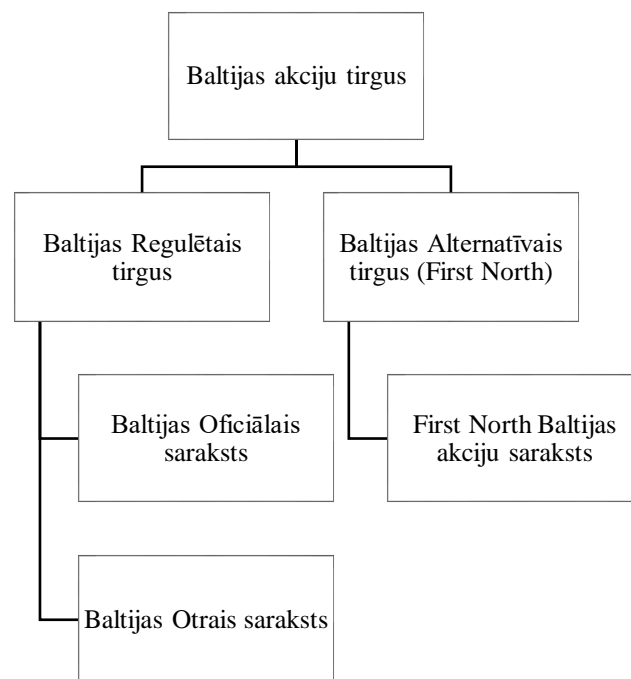 Baltijas akciju tirgus
Baltijas Regulētais
tirgus
Baltijas Alternatīvais
tirgus (First North)
Baltijas Oficiālais
saraksts
First North Baltijas
akciju saraksts
Baltijas Otrais saraksts